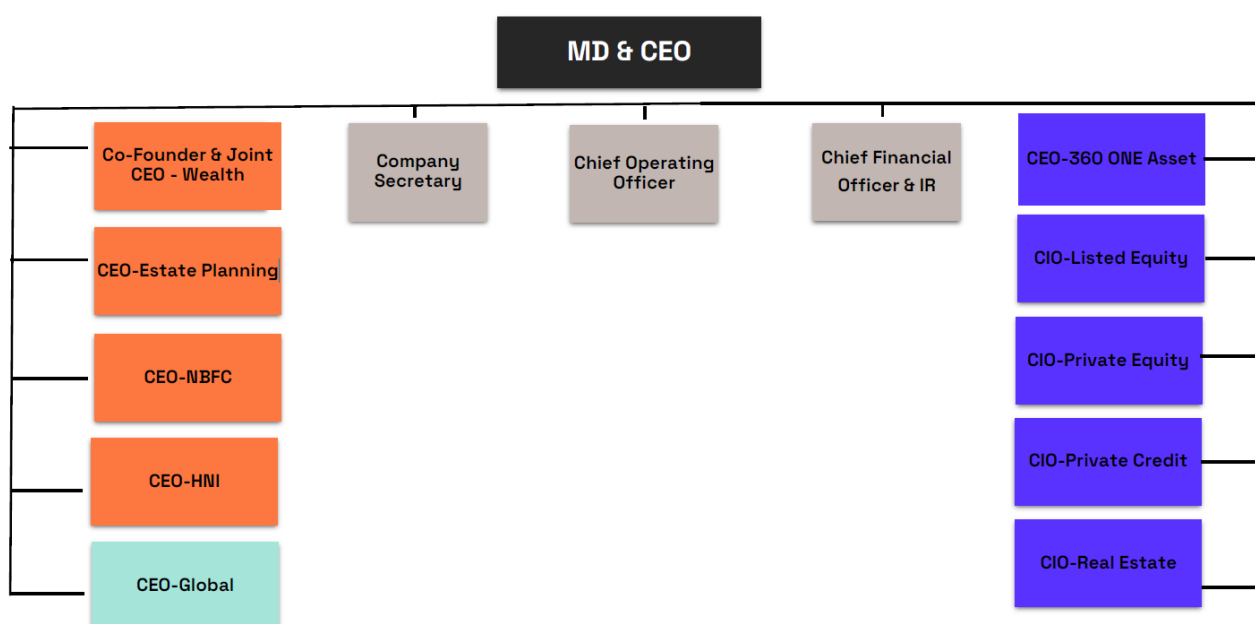 MD & CEO
Co-Founder & Joint
CEO - Wealth
CEO-Estate Planning
CEO-NBFC
CEO-HNI
CEO-Global
Company
Secretary
Chief Operating
Officer
Chief Financial
Officer & IR
CEO-360 ONE Asset
CIO-Listed Equity
CIO-Private Equity
CIO-Private Credit
CIO-Real Estate